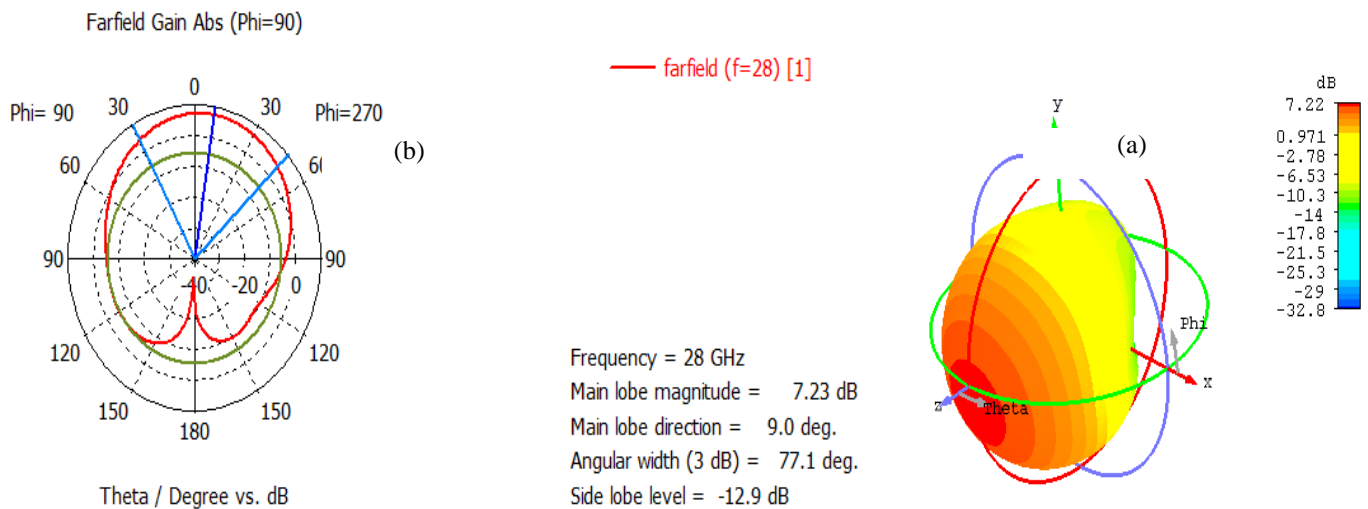 Farfield Gain Abs (Phi=90)
farfield (f=28) [1]
0
30
30
Phi= 90
Phi=270
60
6
(b)
90
90
-40
-20
0
120
120
150
150
180
Theta / Degree vs. dB
Frequency = 28 GHz
Main lobe magnitude = 7.23 dB
Main lobe direction = 9.0 deg.
Angular width (3 dB) = 77.1 deg.
Side lobe level = -12.9 dB
(a)
y
Phi
x
z
Theta
dB
7.22
0.971
-2.78
-6.53
-10.3
-14
-17.8
-21.5
-25.3
-29
-32.8